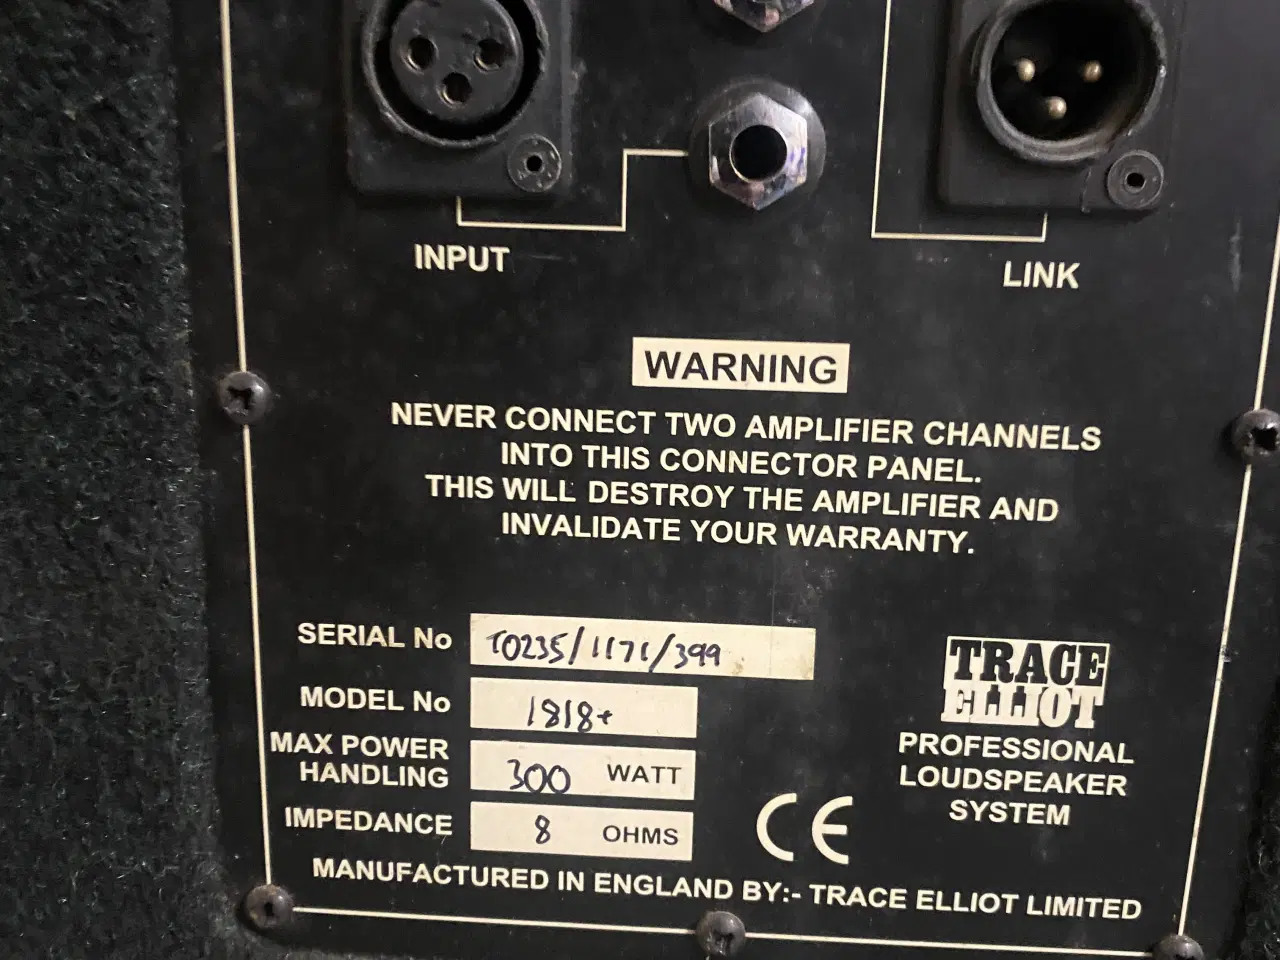 INPUT
LINK
WARNING
NEVER CONNECT TWO AMPLIFIER CHANNELS
INTO THIS CONNECTOR PANEL.
THIS WILL DESTROY THE AMPLIFIER AND
INVALIDATE YOUR WARRANTY.
SERIAL No TO235/1171/399
MODEL No 1818+
MAX POWER
HANDLING 300 WATT
IMPEDANCE 8 OHMS
TRACE
ELLIOT
PROFESSIONAL
LOUDSPEAKER
SYSTEM
CE
MANUFACTURED IN ENGLAND BY:- TRACE ELLIOT LIMITED